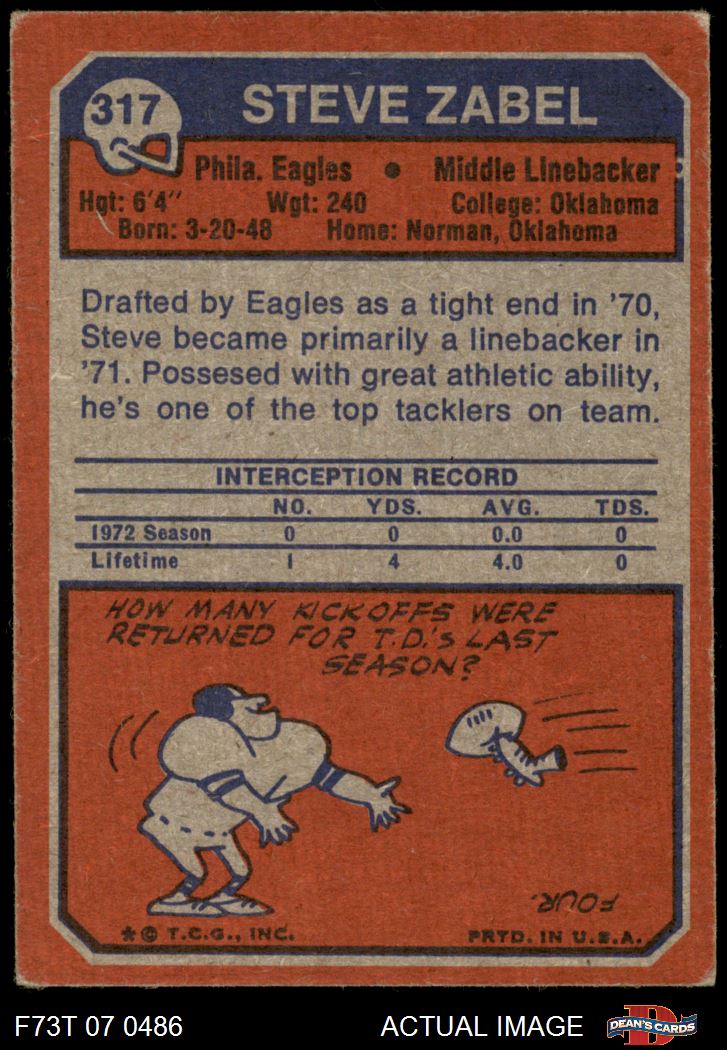 317
STEVE ZABEL
Phila. Eagles • Middle Linebacker
Hgt: 6'4" Wgt: 240 College: Oklahoma
Born: 3-20-48 Home: Norman, Oklahoma
Drafted by Eagles as a tight end in '70,
Steve became primarily a linebacker in
'71. Possesed with great athletic ability,
he's one of the top tacklers on team.
INTERCEPTION RECORD
NO. YDS. AVG. TDS.
1972 Season 0 0 0.0 0
Lifetime 1 4 4.0 0
HOW MANY KICKOFFS WERE
RETURNED FOR T.D.'s LAST
SEASON?
FOUR.
*© T.C.G., INC. PRTD. IN U.S.A.
F73T 07 0486 ACTUAL IMAGE
D
DEAN'S CARDS